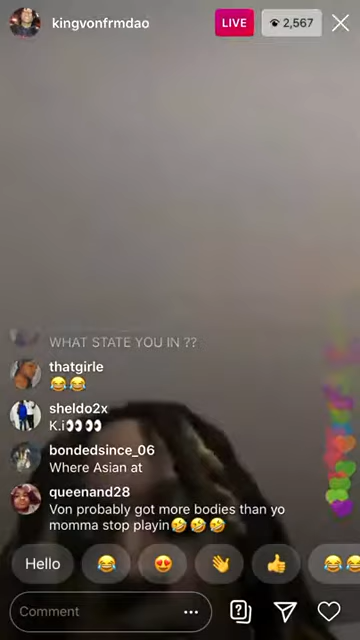 kingvonfrmdao
LIVE
2,567
WHAT STATE YOU IN ??
thatgirle
😂😂
sheldo2x
K.i👀👀
bondedsince_06
Where Asian at
queenand28
Von probably got more bodies than yo
momma stop playin🤣🤣🤣
Hello 😂 😍 👋 👍 😂😂
Comment